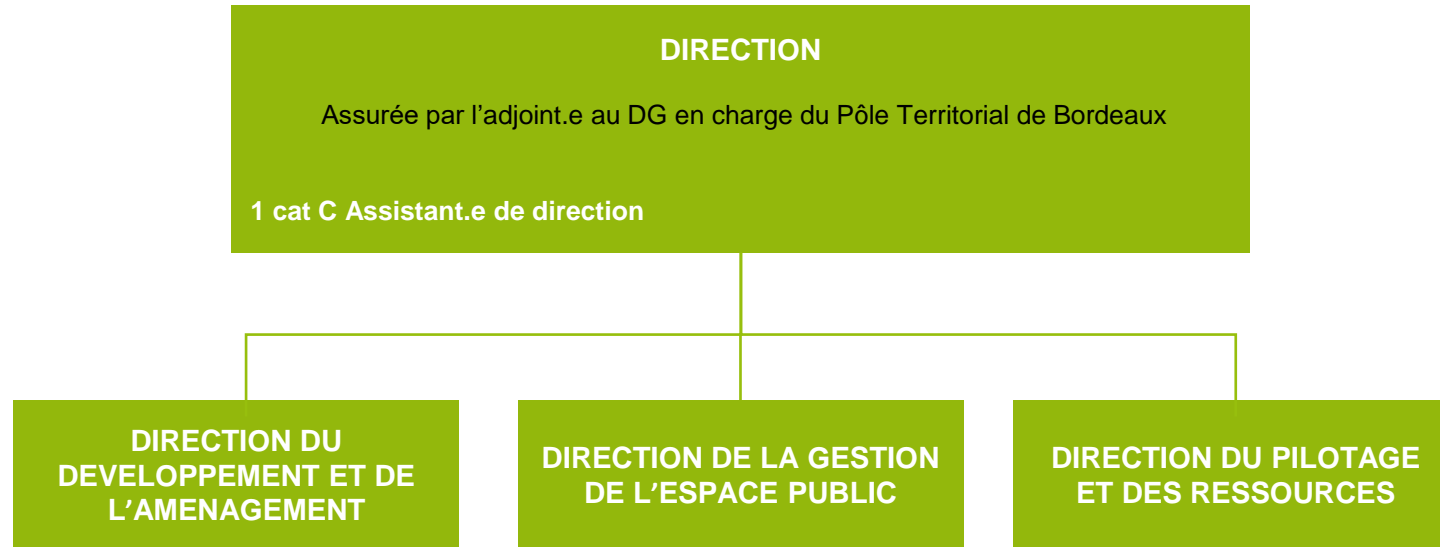 DIRECTION
Assurée par l’adjoint.e au DG en charge du Pôle Territorial de Bordeaux
1 cat C Assistant.e de direction
DIRECTION DU
DEVELOPPEMENT ET DE
L’AMENAGEMENT
DIRECTION DE LA GESTION
DE L’ESPACE PUBLIC
DIRECTION DU PILOTAGE
ET DES RESSOURCES